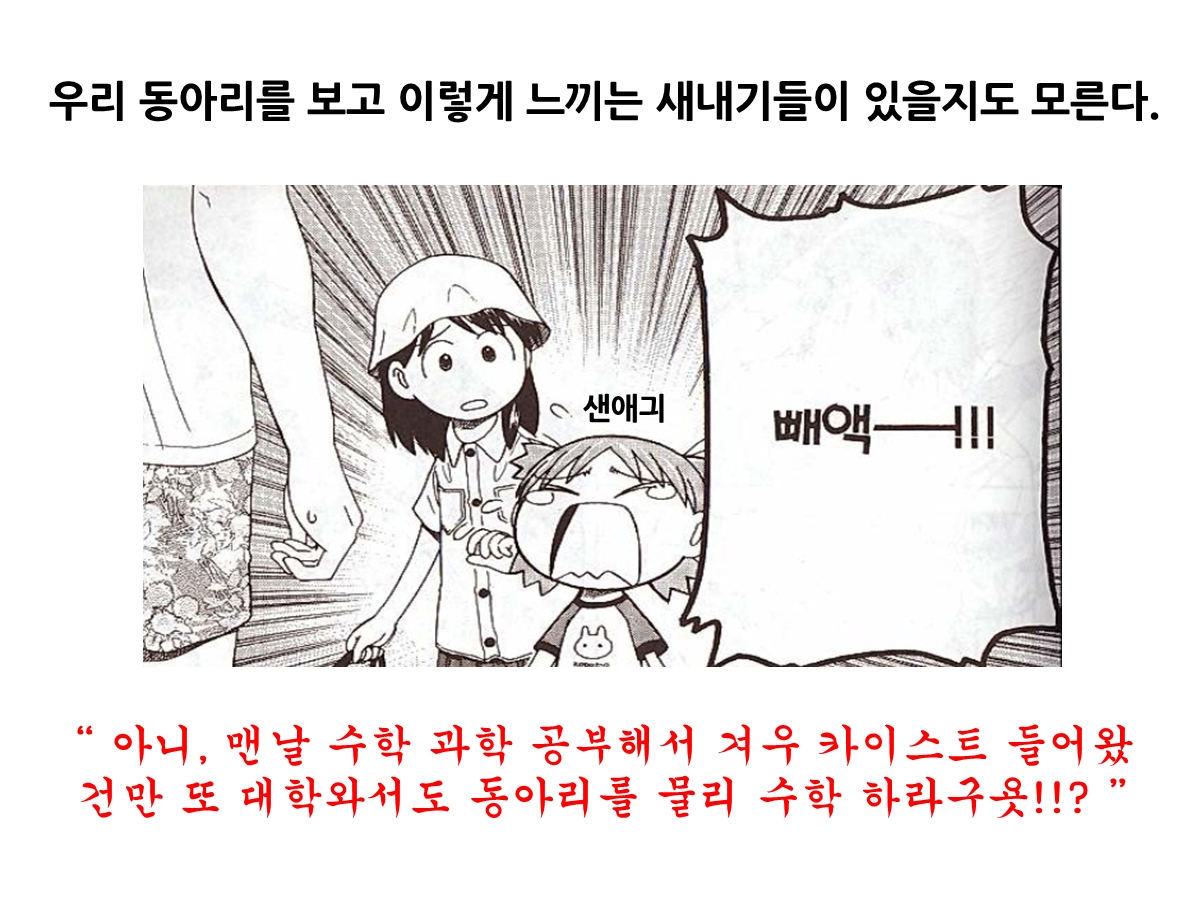 우리 동아리를 보고 이렇게 느끼는 새내기들이 있을지도 모른다.
샌애긔
빼액──!!!
“ 아니, 맨날 수학 과학 공부해서 겨우 카이스트 들어왔
건만 또 대학와서도 동아리를 물리 수학 하라구욧!!? ”